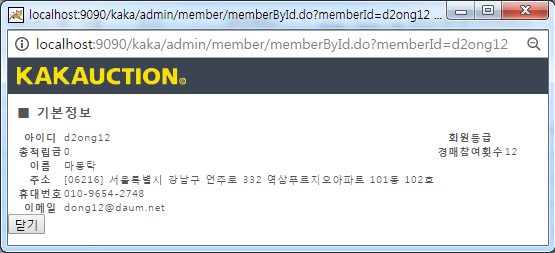 localhost:9090/kaka/admin/member/memberById.do?memberId=d2ong12 ...
localhost:9090/kaka/admin/member/memberById.do?memberId=d2ong12
KAKAUCTION©
■ 기본정보
아이디 d2ong12 회원등급
총적립금 0 경매참여횟수 12
이름 마동탁
주소 [06216] 서울특별시 강남구 언주로 332 역삼푸르지오아파트 101동 102호
휴대번호 010-9654-2748
이메일 dong12@daum.net
닫기